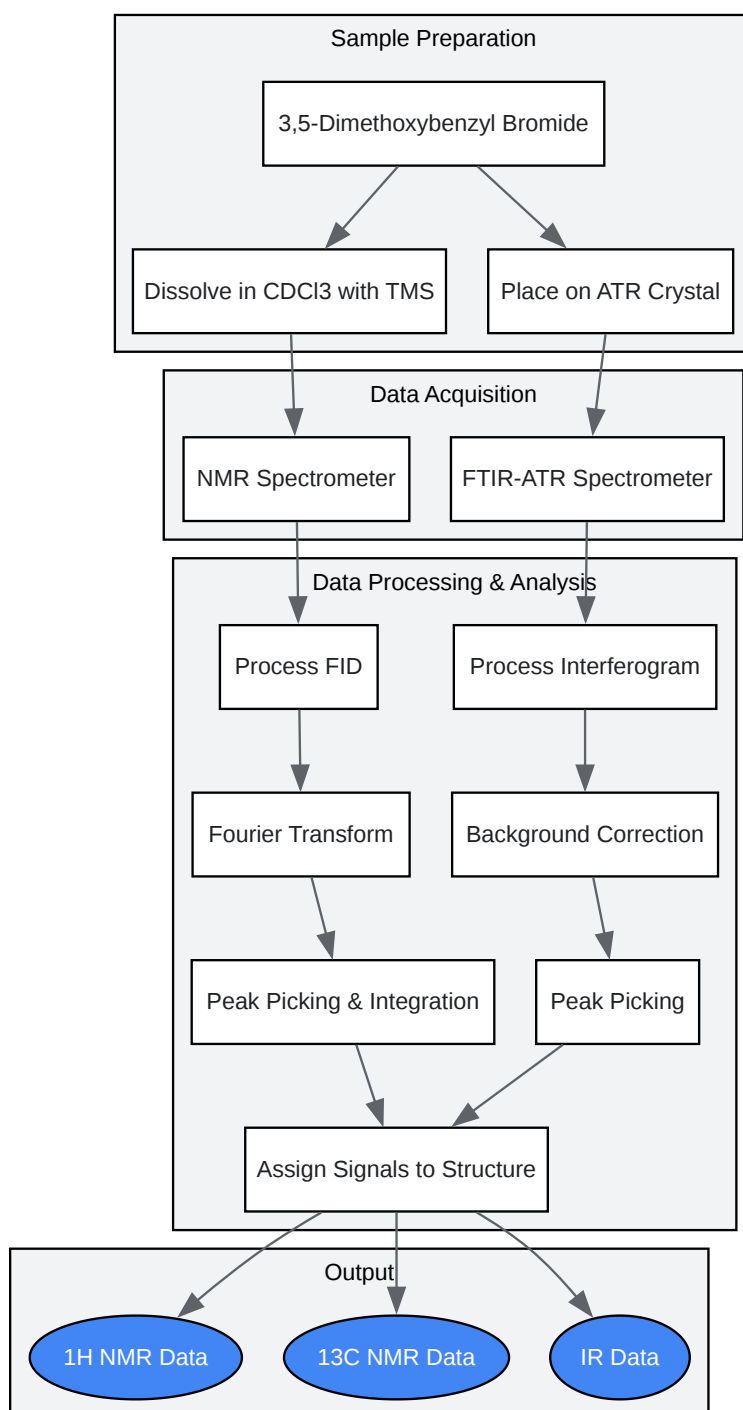 Sample Preparation
3,5-Dimethoxybenzyl Bromide
Dissolve in CDCl3 with TMS
Place on ATR Crystal
Data Acquisition
NMR Spectrometer
FTIR-ATR Spectrometer
Data Processing & Analysis
Process FID
Process Interferogram
Fourier Transform
Background Correction
Peak Picking & Integration
Peak Picking
Assign Signals to Structure
Output
1H NMR Data
13C NMR Data
IR Data